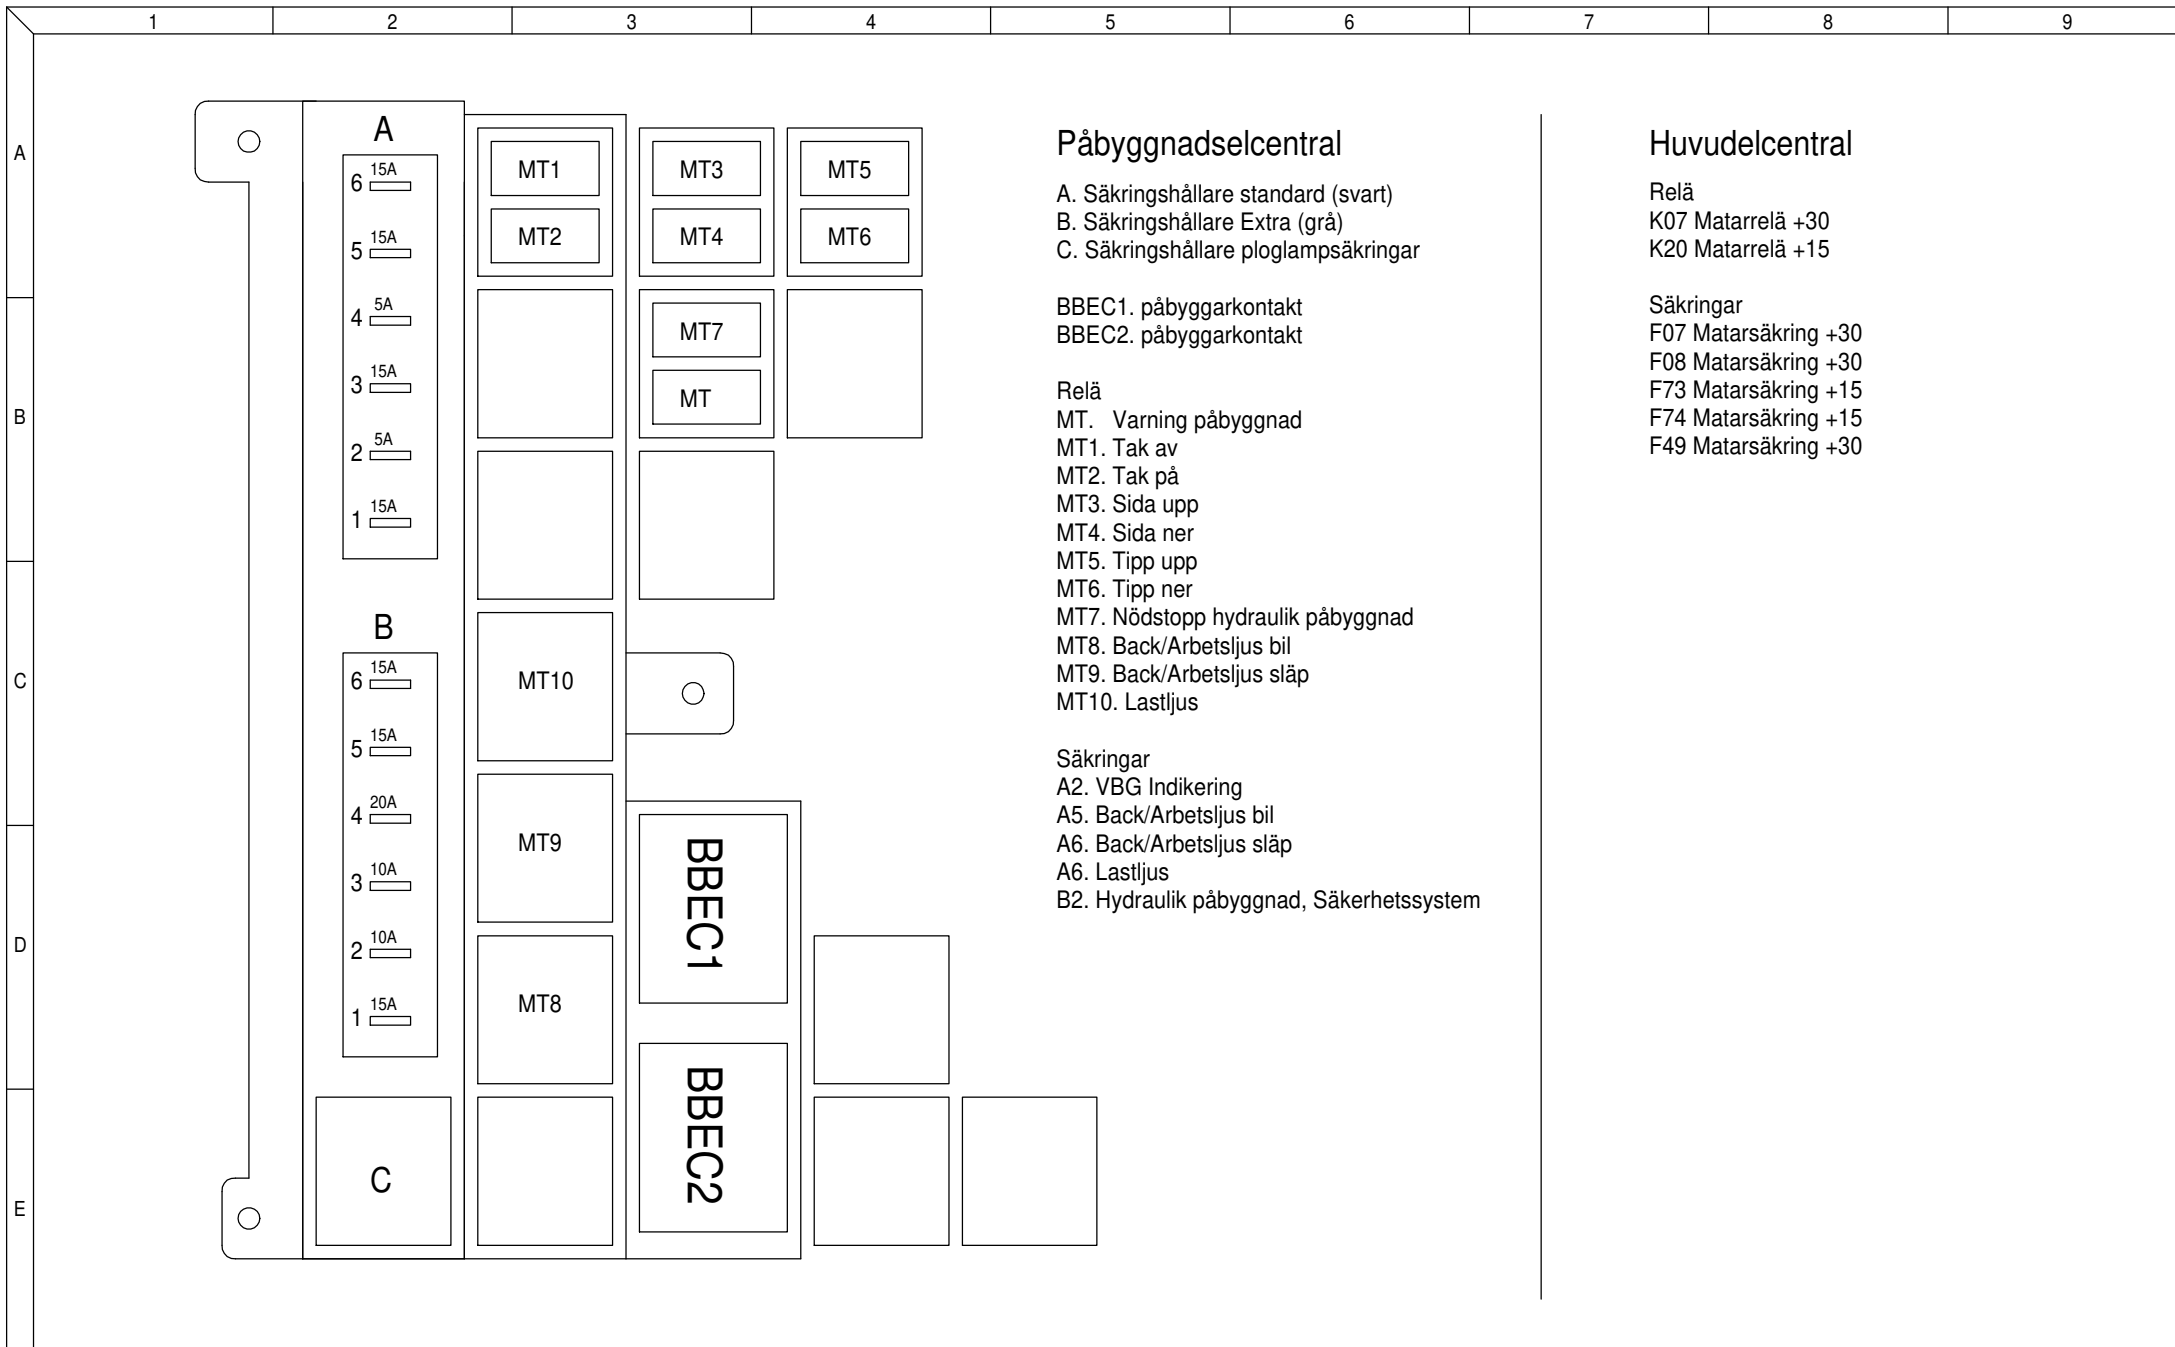 1 2 3 4 5 6 7 8 9
A
B
C
D
E
A
6 15A
5 15A
4 5A
3 15A
2 5A
1 15A
B
6 15A
5 15A
4 20A
3 10A
2 10A
1 15A
C
MT1
MT2
MT3
MT4
MT5
MT6
MT7
MT
MT10
MT9
MT8
BBEC1
BBEC2
Påbyggnadselcentral
A. Säkringshållare standard (svart)
B. Säkringshållare Extra (grå)
C. Säkringshållare ploglampsäkringar
BBEC1. påbyggarkontakt
BBEC2. påbyggarkontakt
Relä
MT. Varning påbyggnad
MT1. Tak av
MT2. Tak på
MT3. Sida upp
MT4. Sida ner
MT5. Tipp upp
MT6. Tipp ner
MT7. Nödstopp hydraulik påbyggnad
MT8. Back/Arbetsljus bil
MT9. Back/Arbetsljus släp
MT10. Lastljus
Säkringar
A2. VBG Indikering
A5. Back/Arbetsljus bil
A6. Back/Arbetsljus släp
A6. Lastljus
B2. Hydraulik påbyggnad, Säkerhetssystem
Huvudelcentral
Relä
K07 Matarrelä +30
K20 Matarrelä +15
Säkringar
F07 Matarsäkring +30
F08 Matarsäkring +30
F73 Matarsäkring +15
F74 Matarsäkring +15
F49 Matarsäkring +30